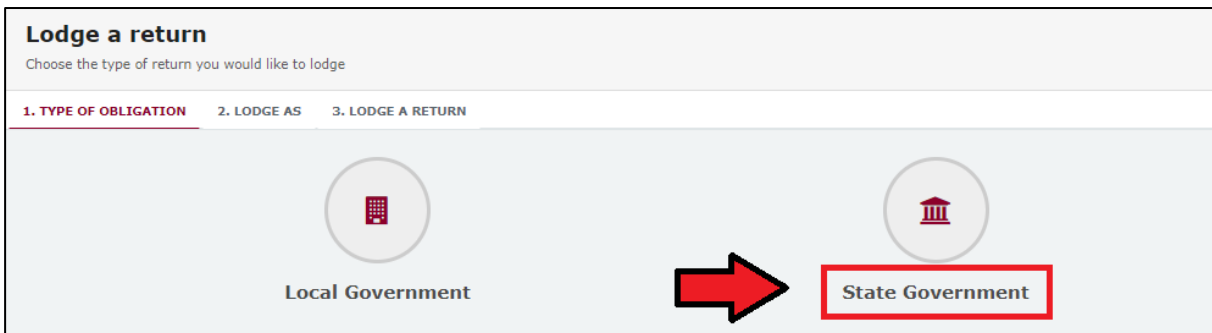 Lodge a return
Choose the type of return you would like to lodge
1. TYPE OF OBLIGATION 2. LODGE AS 3. LODGE A RETURN
Local Government State Government